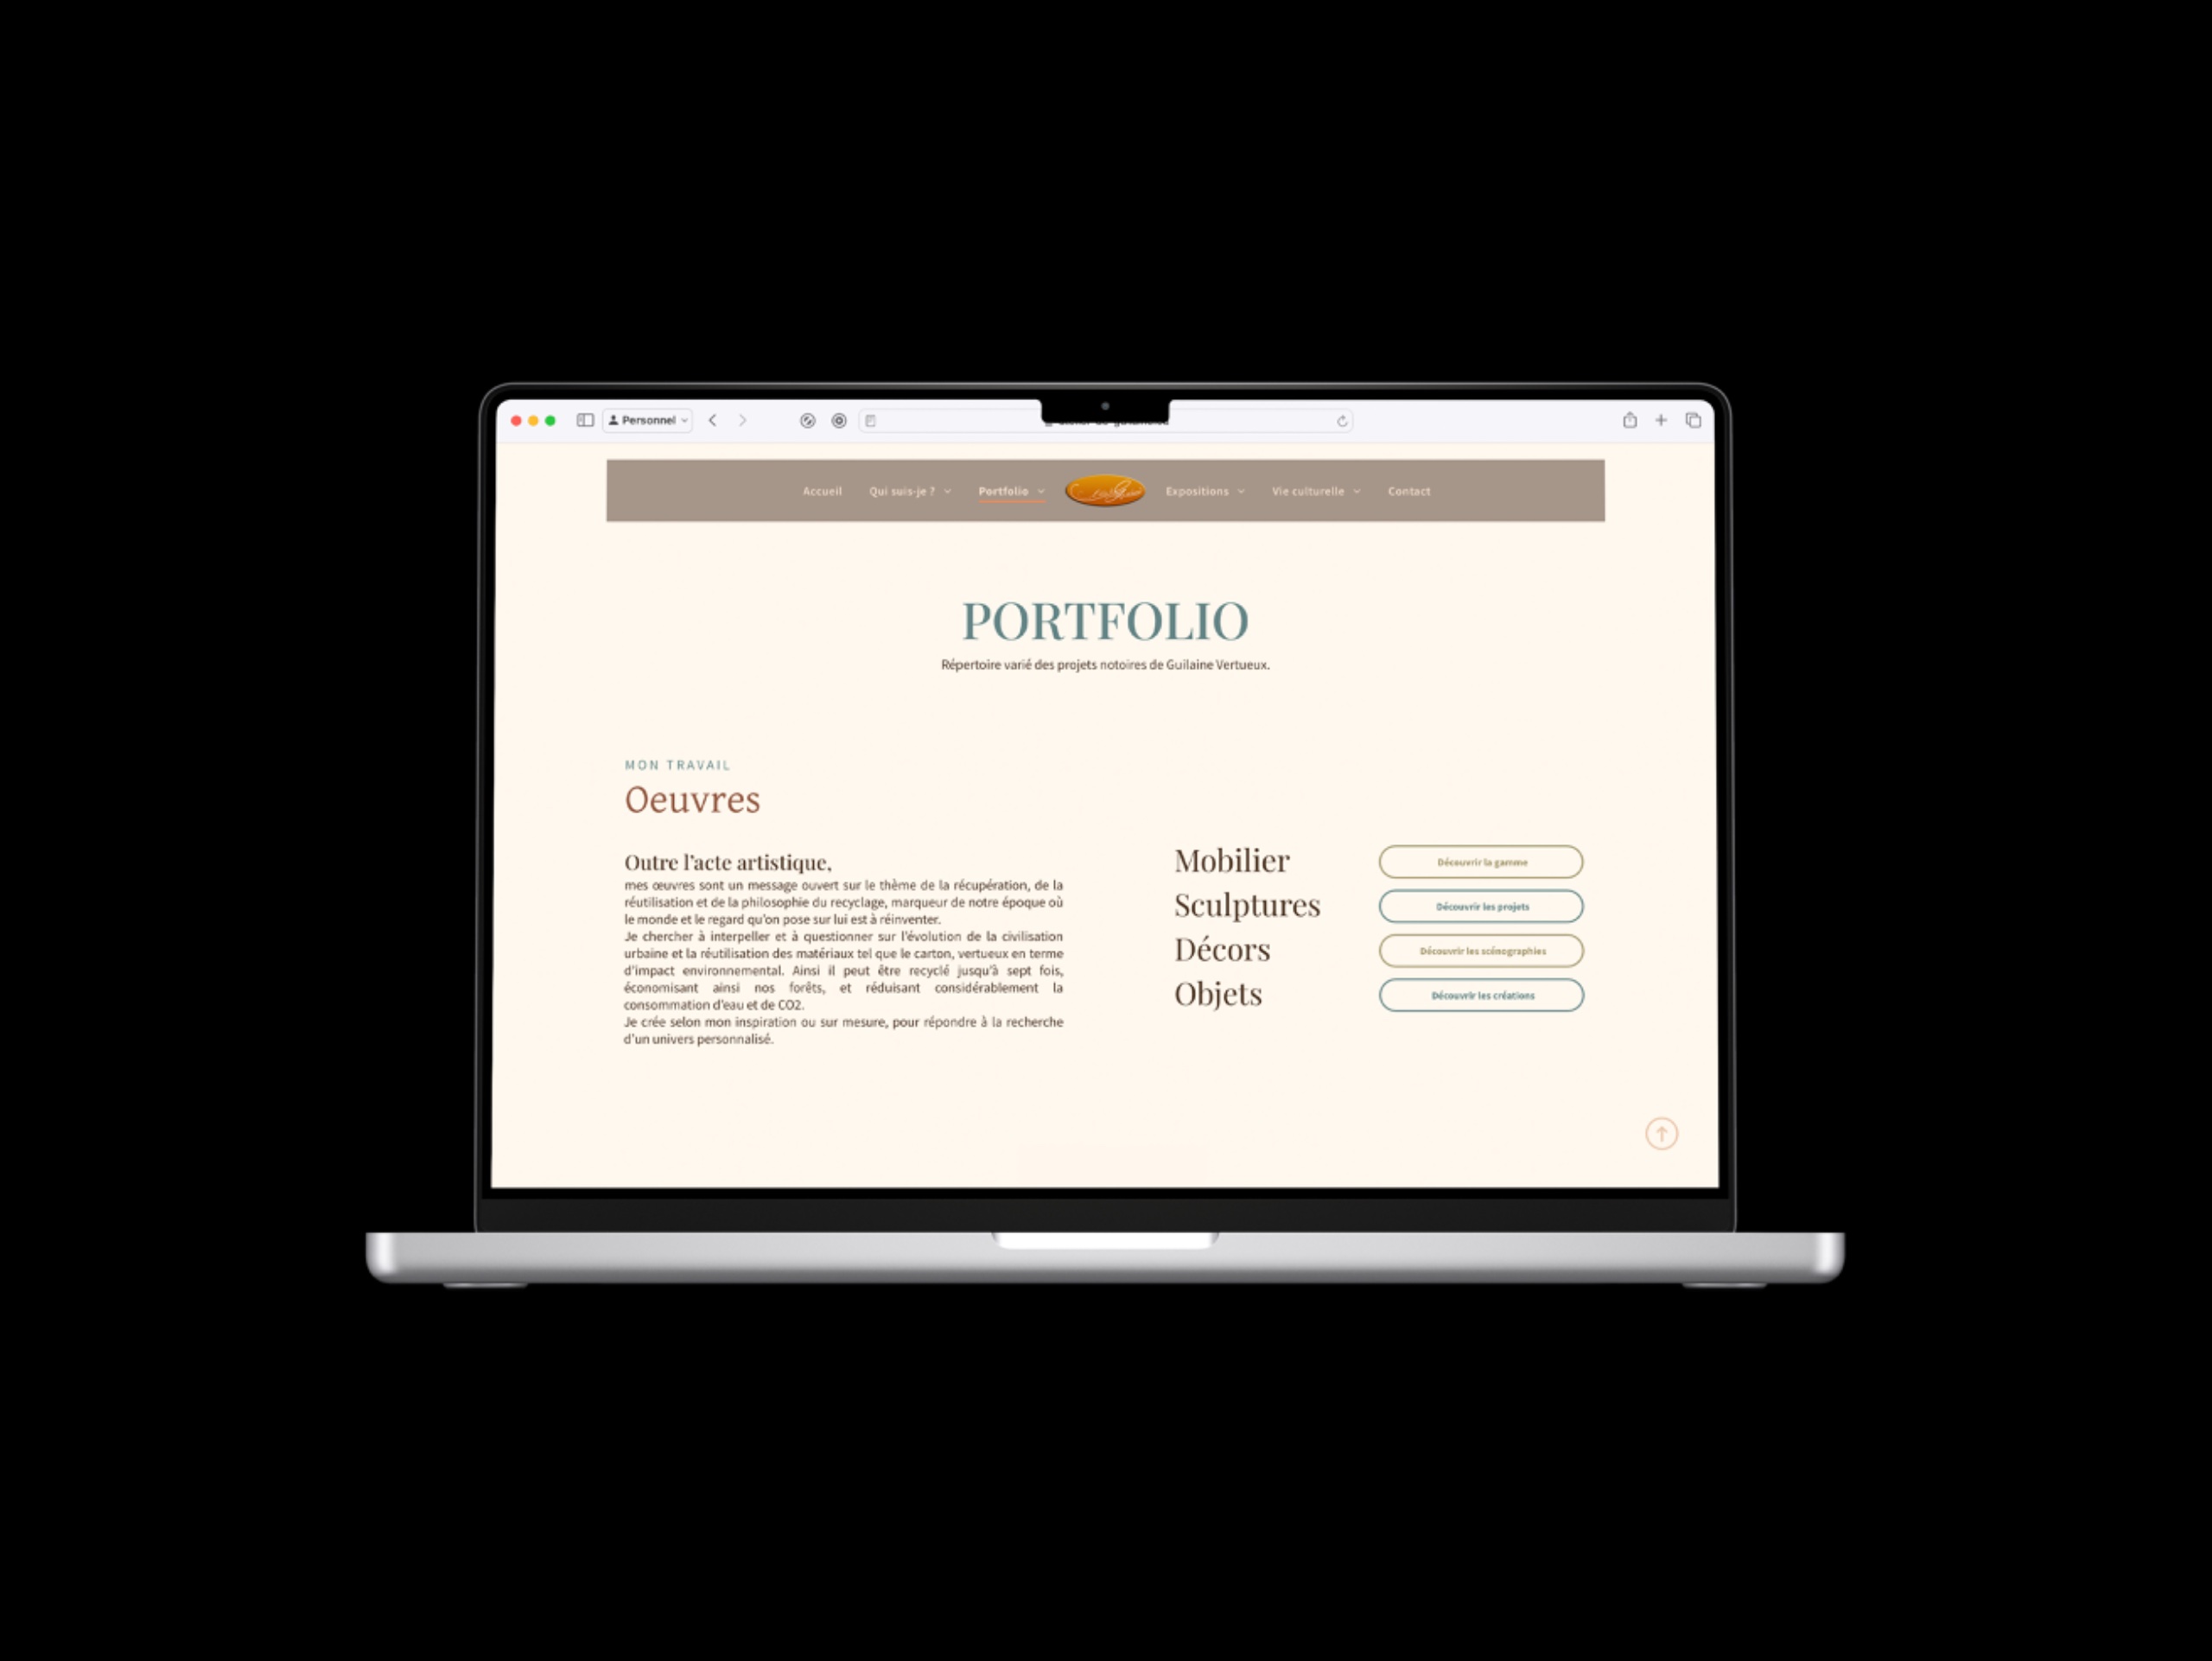 Personnel
Accueil Qui suis-je ? Portfolio Expositions Vie culturelle Contact
PORTFOLIO
Répertoire varié des projets notoires de Guilaine Vertueux.
MON TRAVAIL
Oeuvres
Outre l'acte artistique,
mes œuvres sont un message ouvert sur le thème de la récupération, de la
réutilisation et de la philosophie du recyclage, marqueur de notre époque où
le monde et le regard qu'on pose sur lui est à réinventer.
Je chercher à interpeller et à questionner sur l'évolution de la civilisation
urbaine et la réutilisation des matériaux tel que le carton, vertueux en terme
d'impact environnemental. Ainsi il peut être recyclé jusqu'à sept fois,
économisant ainsi nos forêts, et réduisant considérablement la
consommation d'eau et de CO2.
Je crée selon mon inspiration ou sur mesure, pour répondre à la recherche
d'un univers personnalisé.
Mobilier Découvrir la gamme
Sculptures Découvrir les projets
Décors Découvrir les scénographies
Objets Découvrir les créations